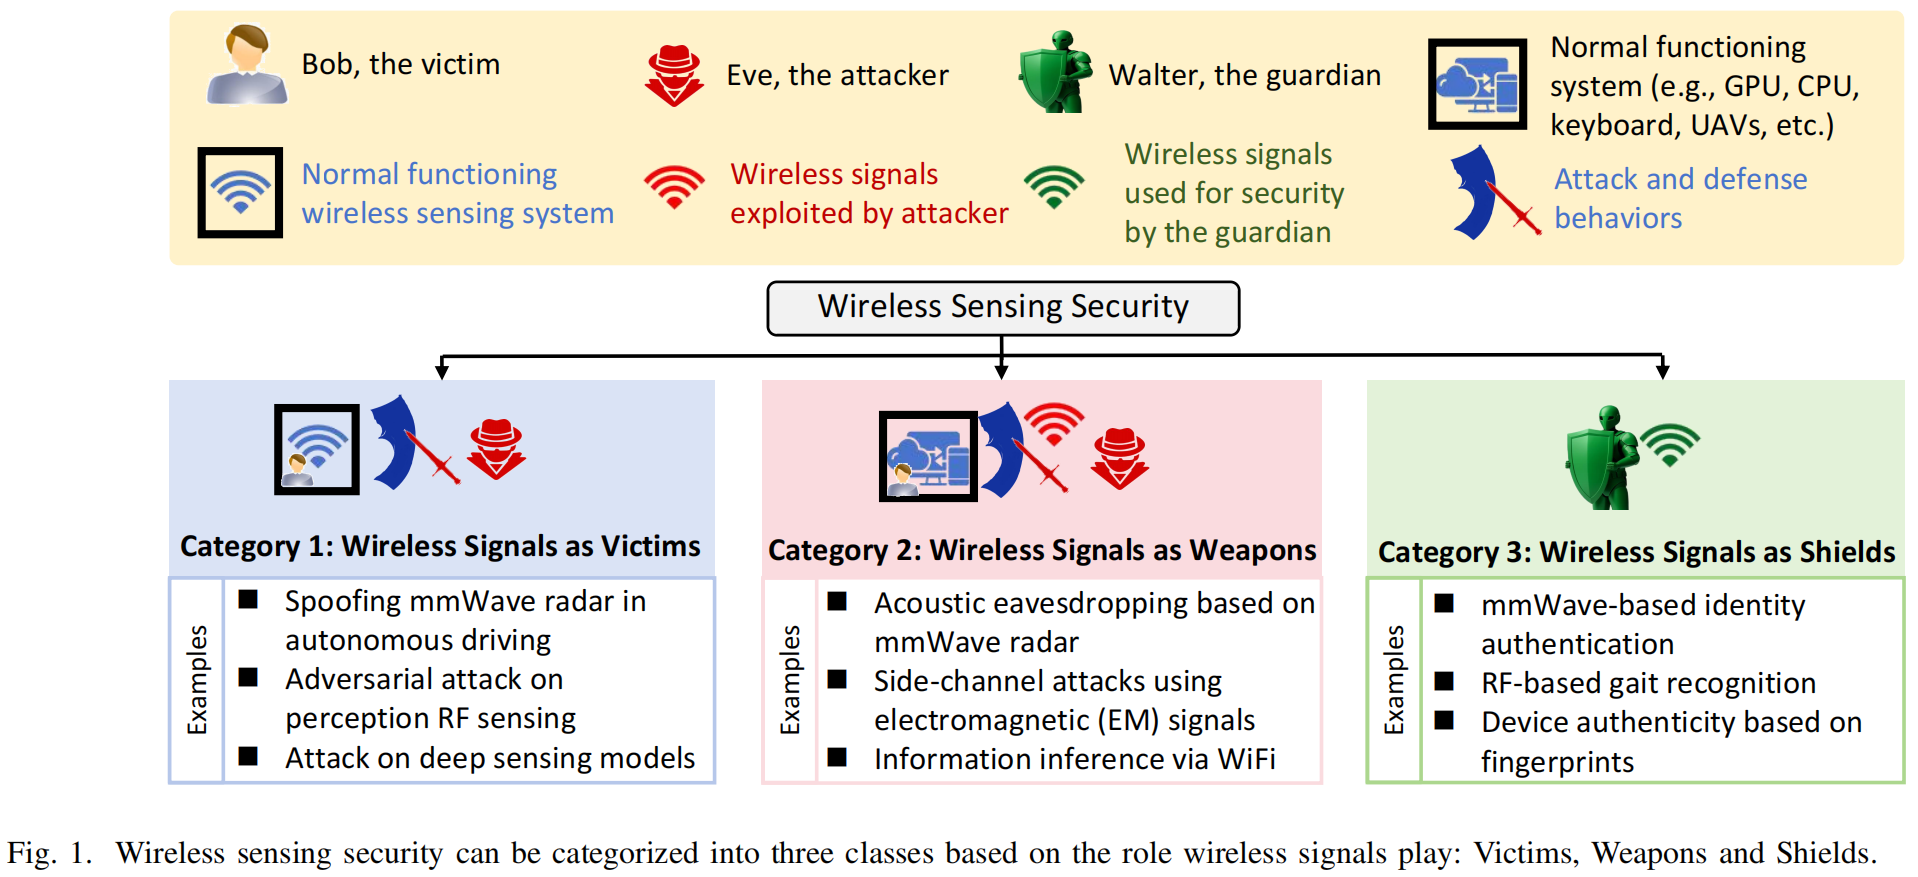 Bob, the victim
Eve, the attacker
Walter, the guardian
Normal functioning
system (e.g., GPU, CPU,
keyboard, UAVs, etc.)
Normal functioning
wireless sensing system
Wireless signals
exploited by attacker
Wireless signals
used for security
by the guardian
Attack and defense
behaviors
Wireless Sensing Security
Category 1: Wireless Signals as Victims
Examples
■ Spoofing mmWave radar in
autonomous driving
■ Adversarial attack on
perception RF sensing
■ Attack on deep sensing models
Category 2: Wireless Signals as Weapons
Examples
■ Acoustic eavesdropping based on
mmWave radar
■ Side-channel attacks using
electromagnetic (EM) signals
■ Information inference via WiFi
Category 3: Wireless Signals as Shields
Examples
■ mmWave-based identity
authentication
■ RF-based gait recognition
■ Device authenticity based on
fingerprints
Fig. 1. Wireless sensing security can be categorized into three classes based on the role wireless signals play: Victims, Weapons and Shields.